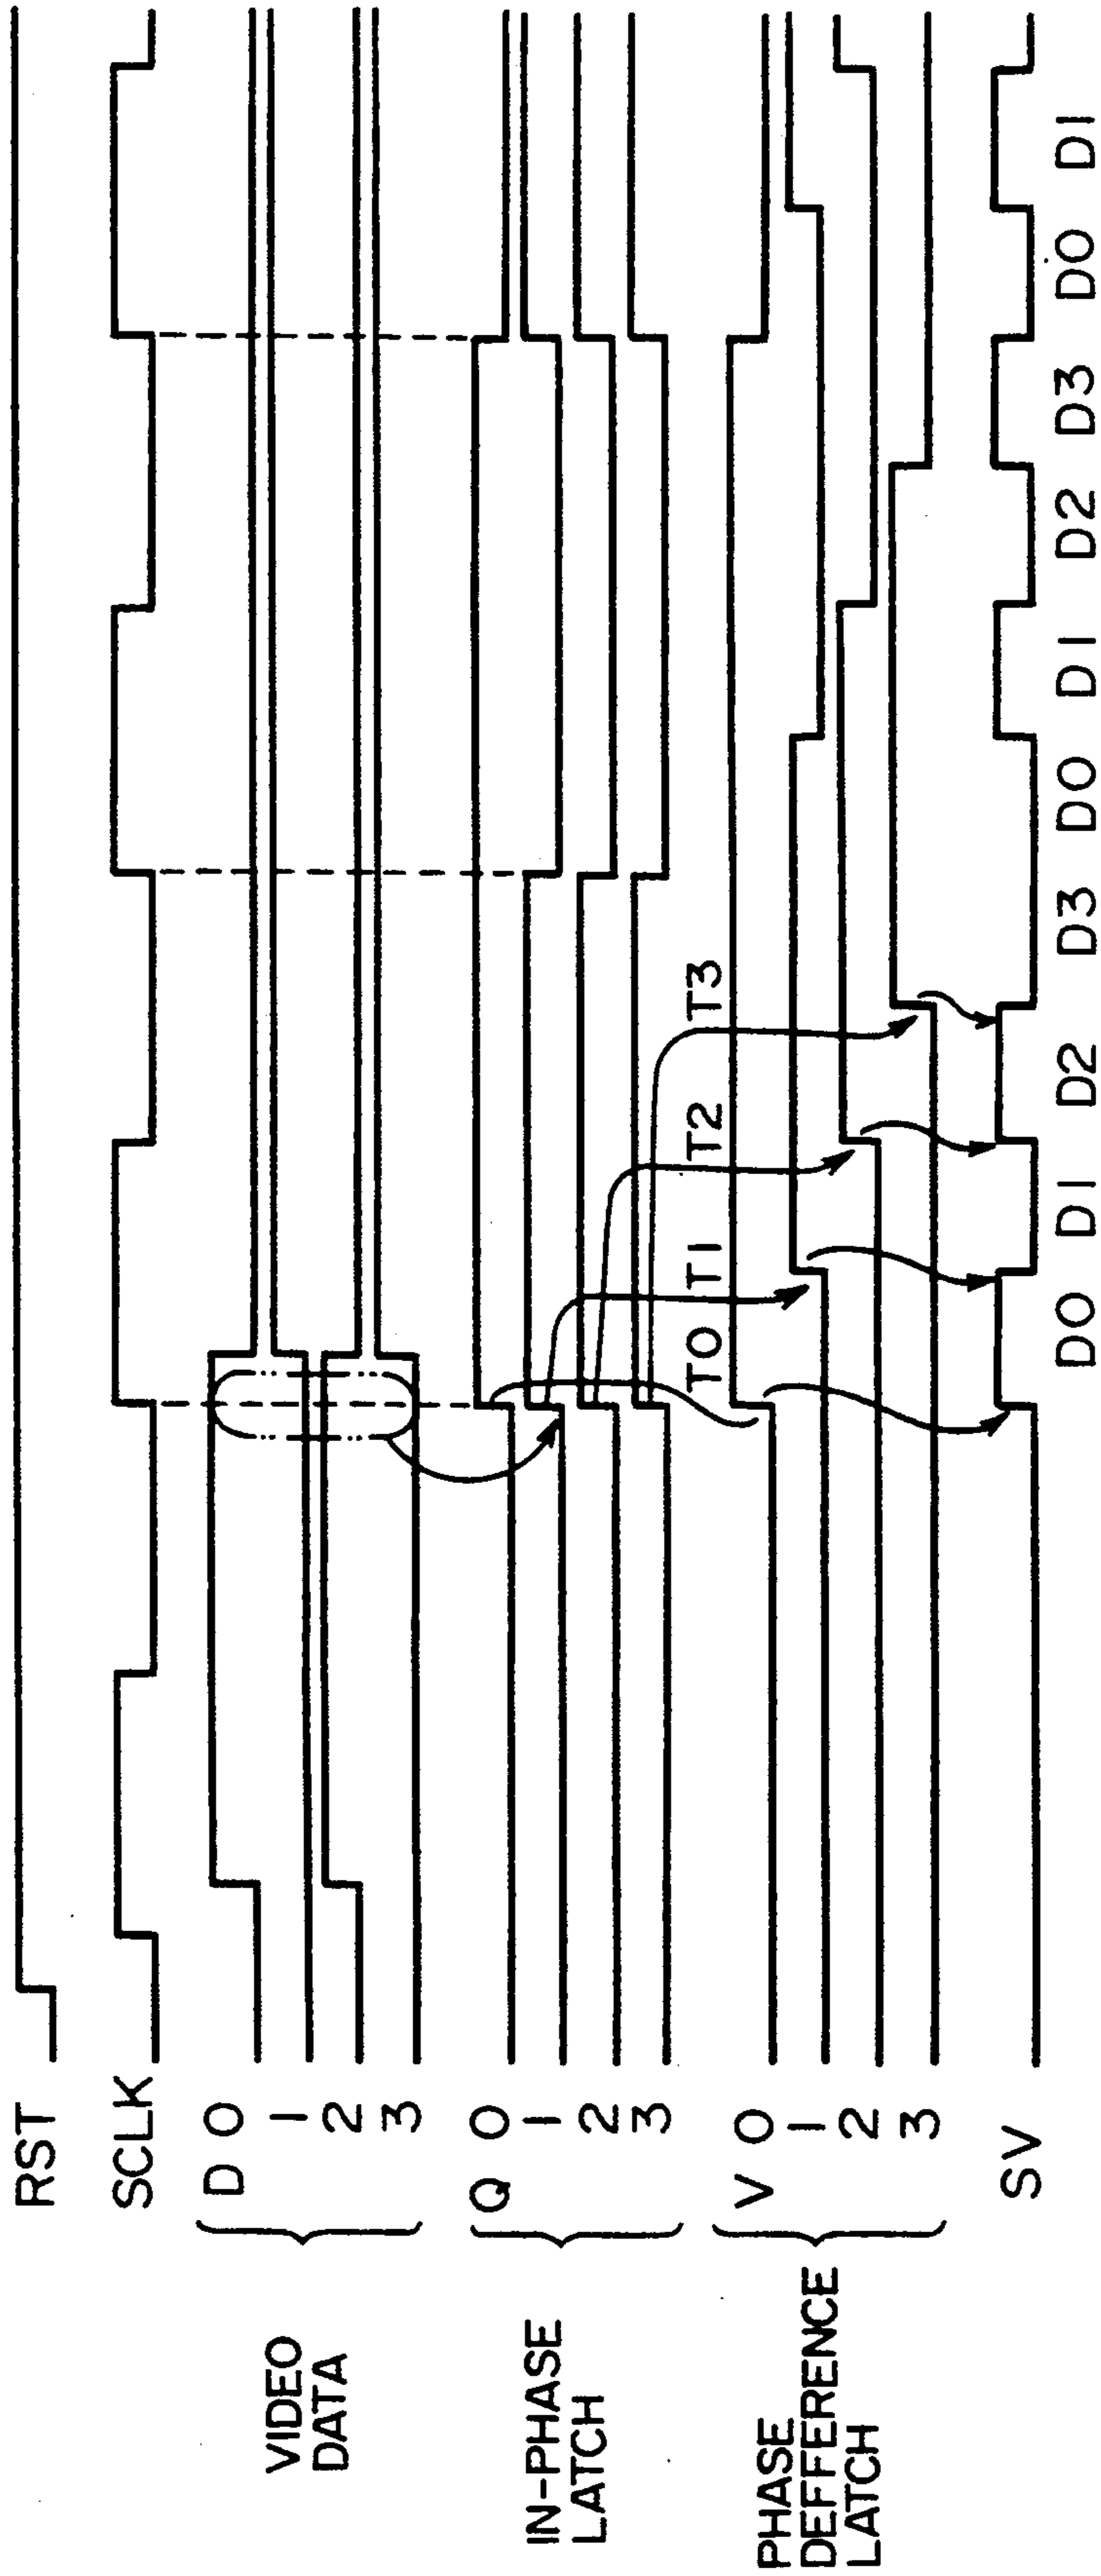 RST
SCLK
VIDEO
DATA
D 0
1
2
3
IN-PHASE
LATCH
Q 0
1
2
3
T0 T1 T2 T3
PHASE
DEFFERENCE
LATCH
V 0
1
2
3
SV
D0 D1 D2 D3 D0 D1 D2 D3 D0 D1